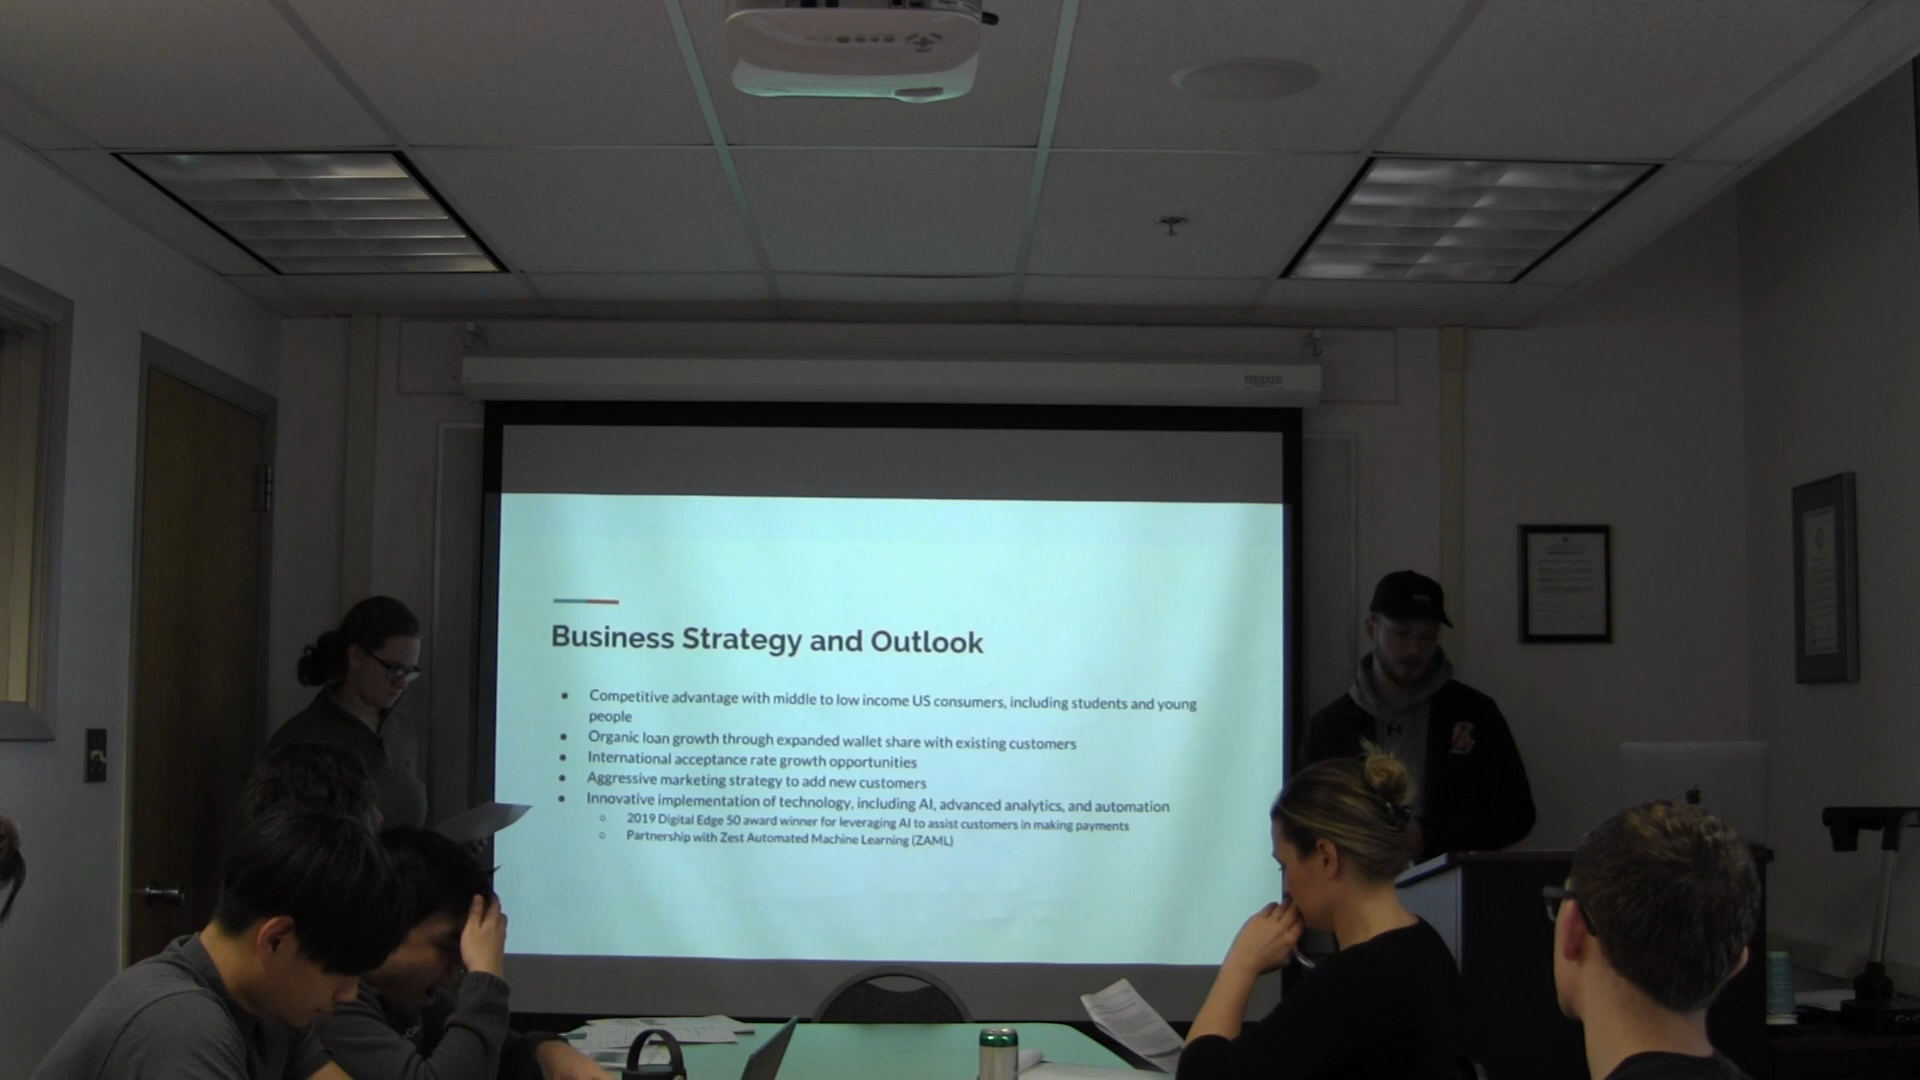 Business Strategy and Outlook
• Competitive advantage with middle to low income US consumers, including students and young
people
• Organic loan growth through expanded wallet share with existing customers
• International acceptance rate growth opportunities
• Aggressive marketing strategy to add new customers
• Innovative implementation of technology, including AI, advanced analytics, and automation
○ 2019 Digital Edge 50 award winner for leveraging AI to assist customers in making payments
○ Partnership with Zest Automated Machine Learning (ZAML)